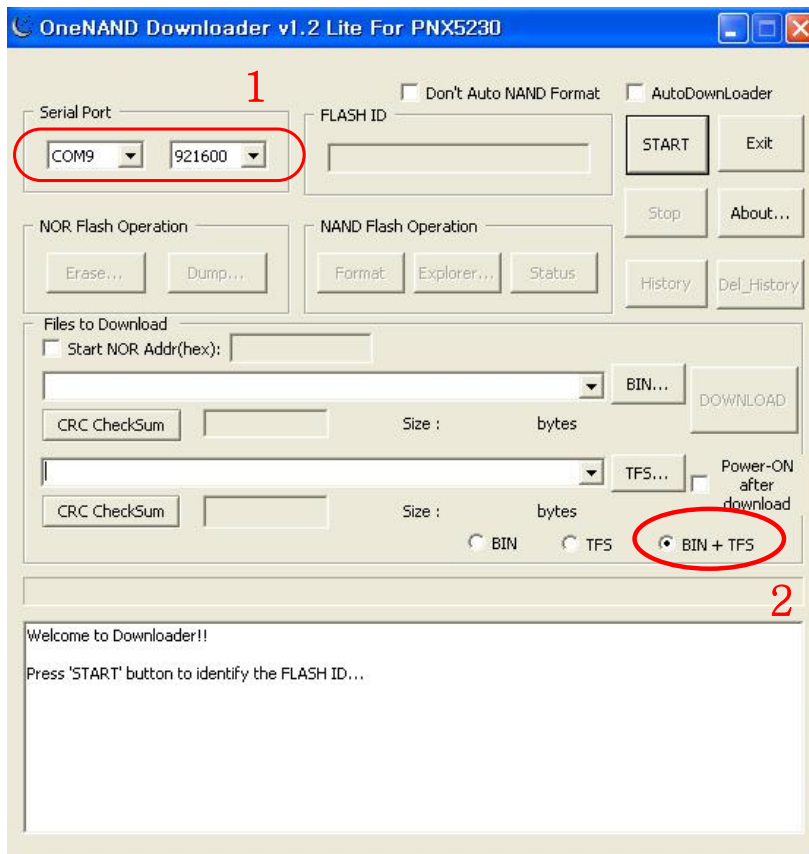 OneNAND Downloader v1.2 Lite For PNX5230
1
Don't Auto NAND Format
AutoDownLoader
Serial Port
COM9
921600
FLASH ID
START
Exit
Stop
About...
NOR Flash Operation
Erase...
Dump...
NAND Flash Operation
Format
Explorer...
Status
History
Del_History
Files to Download
Start NOR Addr(hex):
BIN...
DOWNLOAD
CRC CheckSum
Size :
bytes
TFS...
Power-ON
after
download
CRC CheckSum
Size :
bytes
BIN
TFS
BIN + TFS
2
Welcome to Downloader!!
Press 'START' button to identify the FLASH ID...